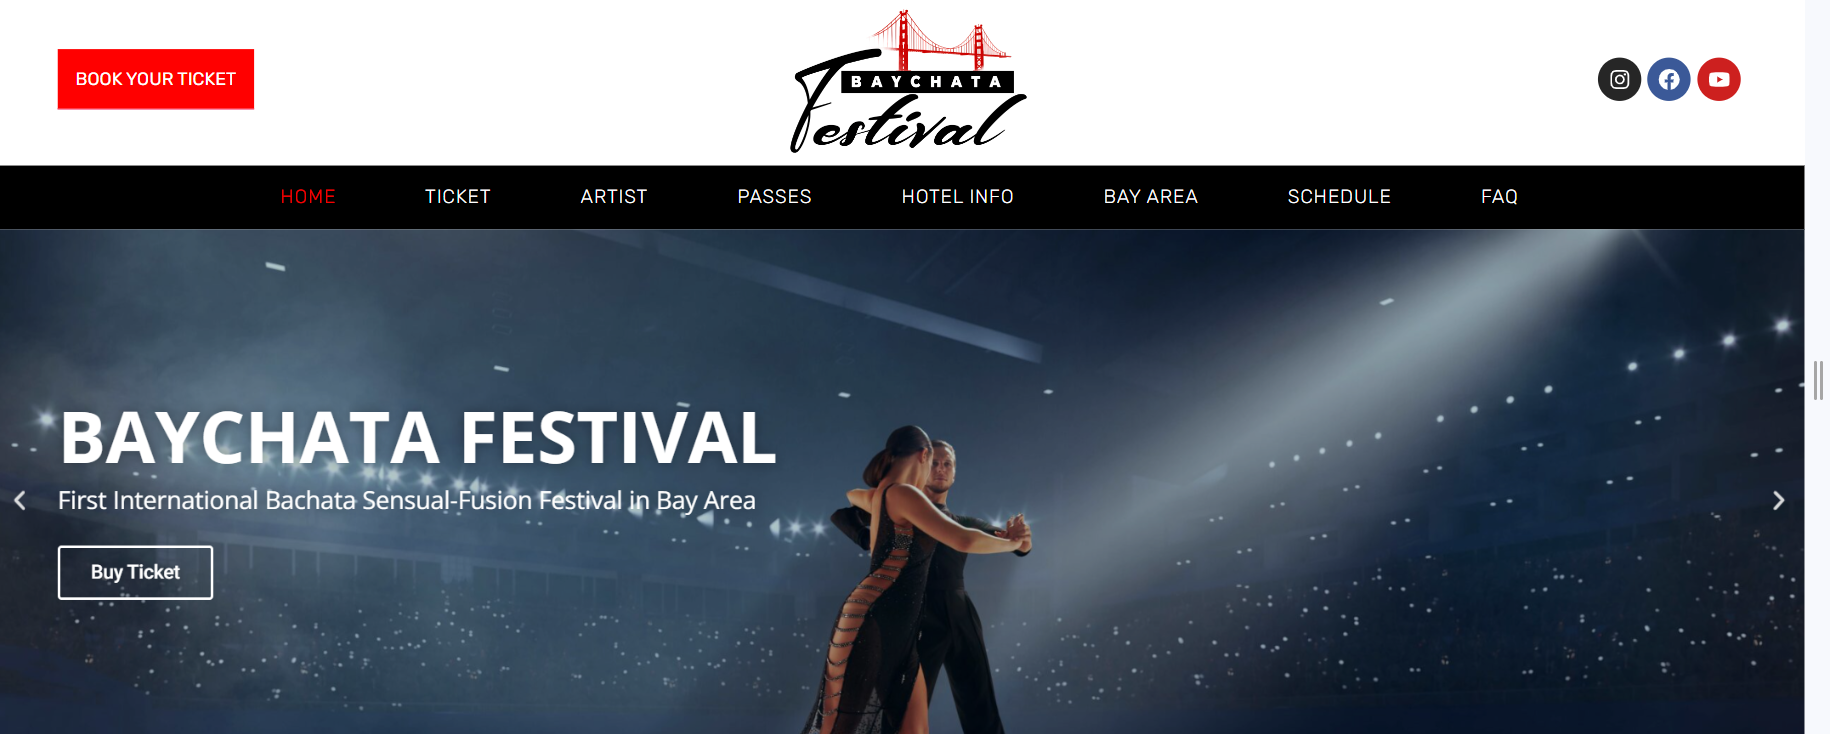 BOOK YOUR TICKET
BAYCHATA
Festival
HOME TICKET ARTIST PASSES HOTEL INFO BAY AREA SCHEDULE FAQ
BAYCHATA FESTIVAL
First International Bachata Sensual-Fusion Festival in Bay Area
Buy Ticket